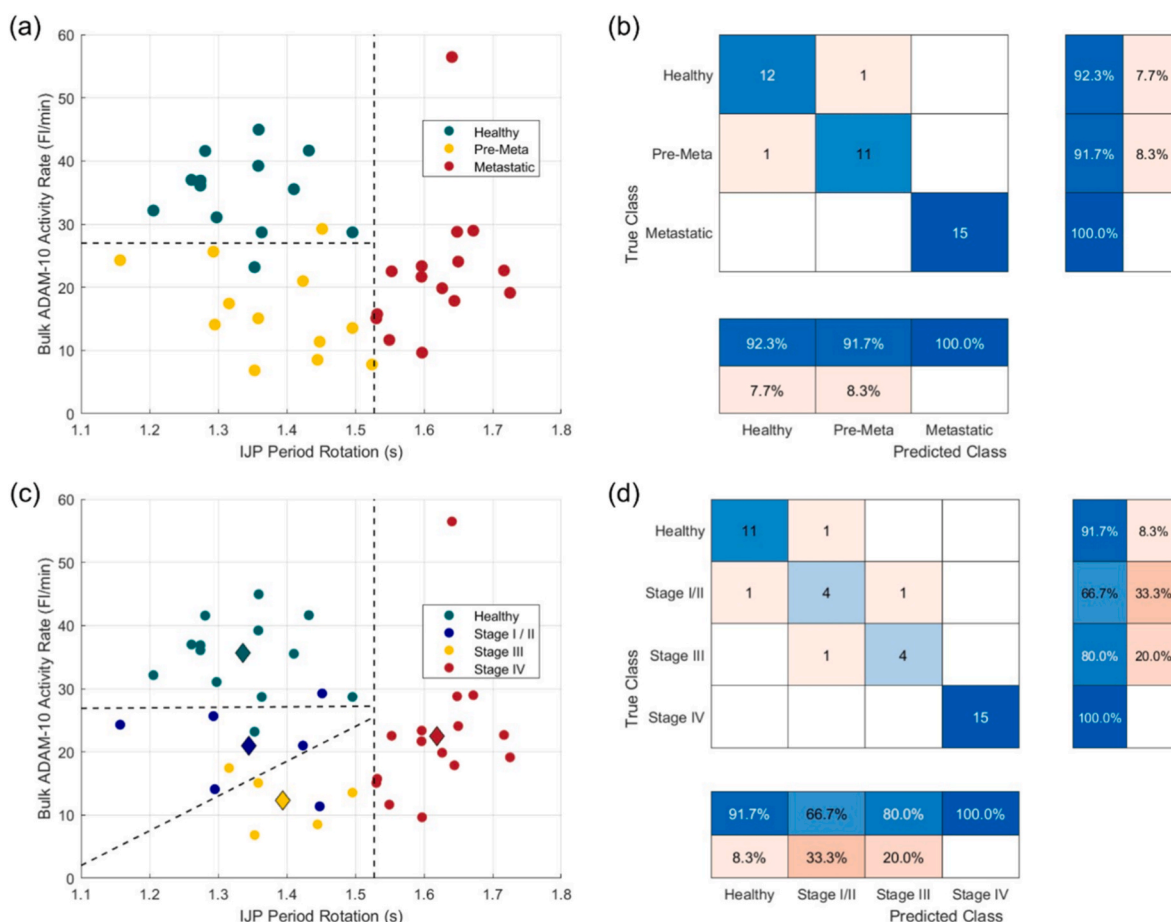 (a)
Bulk ADAM-10 Activity Rate (FI/min)
60
50
40
30
20
10
0
Healthy
Pre-Meta
Metastatic
1.1 1.2 1.3 1.4 1.5 1.6 1.7 1.8
IJP Period Rotation (s)
(b)
True Class
Healthy 12 1 92.3% 7.7%
Pre-Meta 1 11 91.7% 8.3%
Metastatic 15 100.0%
92.3% 91.7% 100.0%
7.7% 8.3%
Healthy Pre-Meta Metastatic
Predicted Class
(c)
Bulk ADAM-10 Activity Rate (FI/min)
60
50
40
30
20
10
0
Healthy
Stage I / II
Stage III
Stage IV
1.1 1.2 1.3 1.4 1.5 1.6 1.7 1.8
IJP Period Rotation (s)
(d)
True Class
Healthy 11 1 91.7% 8.3%
Stage I/II 1 4 1 66.7% 33.3%
Stage III 1 4 80.0% 20.0%
Stage IV 15 100.0%
91.7% 66.7% 80.0% 100.0%
8.3% 33.3% 20.0%
Healthy Stage I/II Stage III Stage IV
Predicted Class